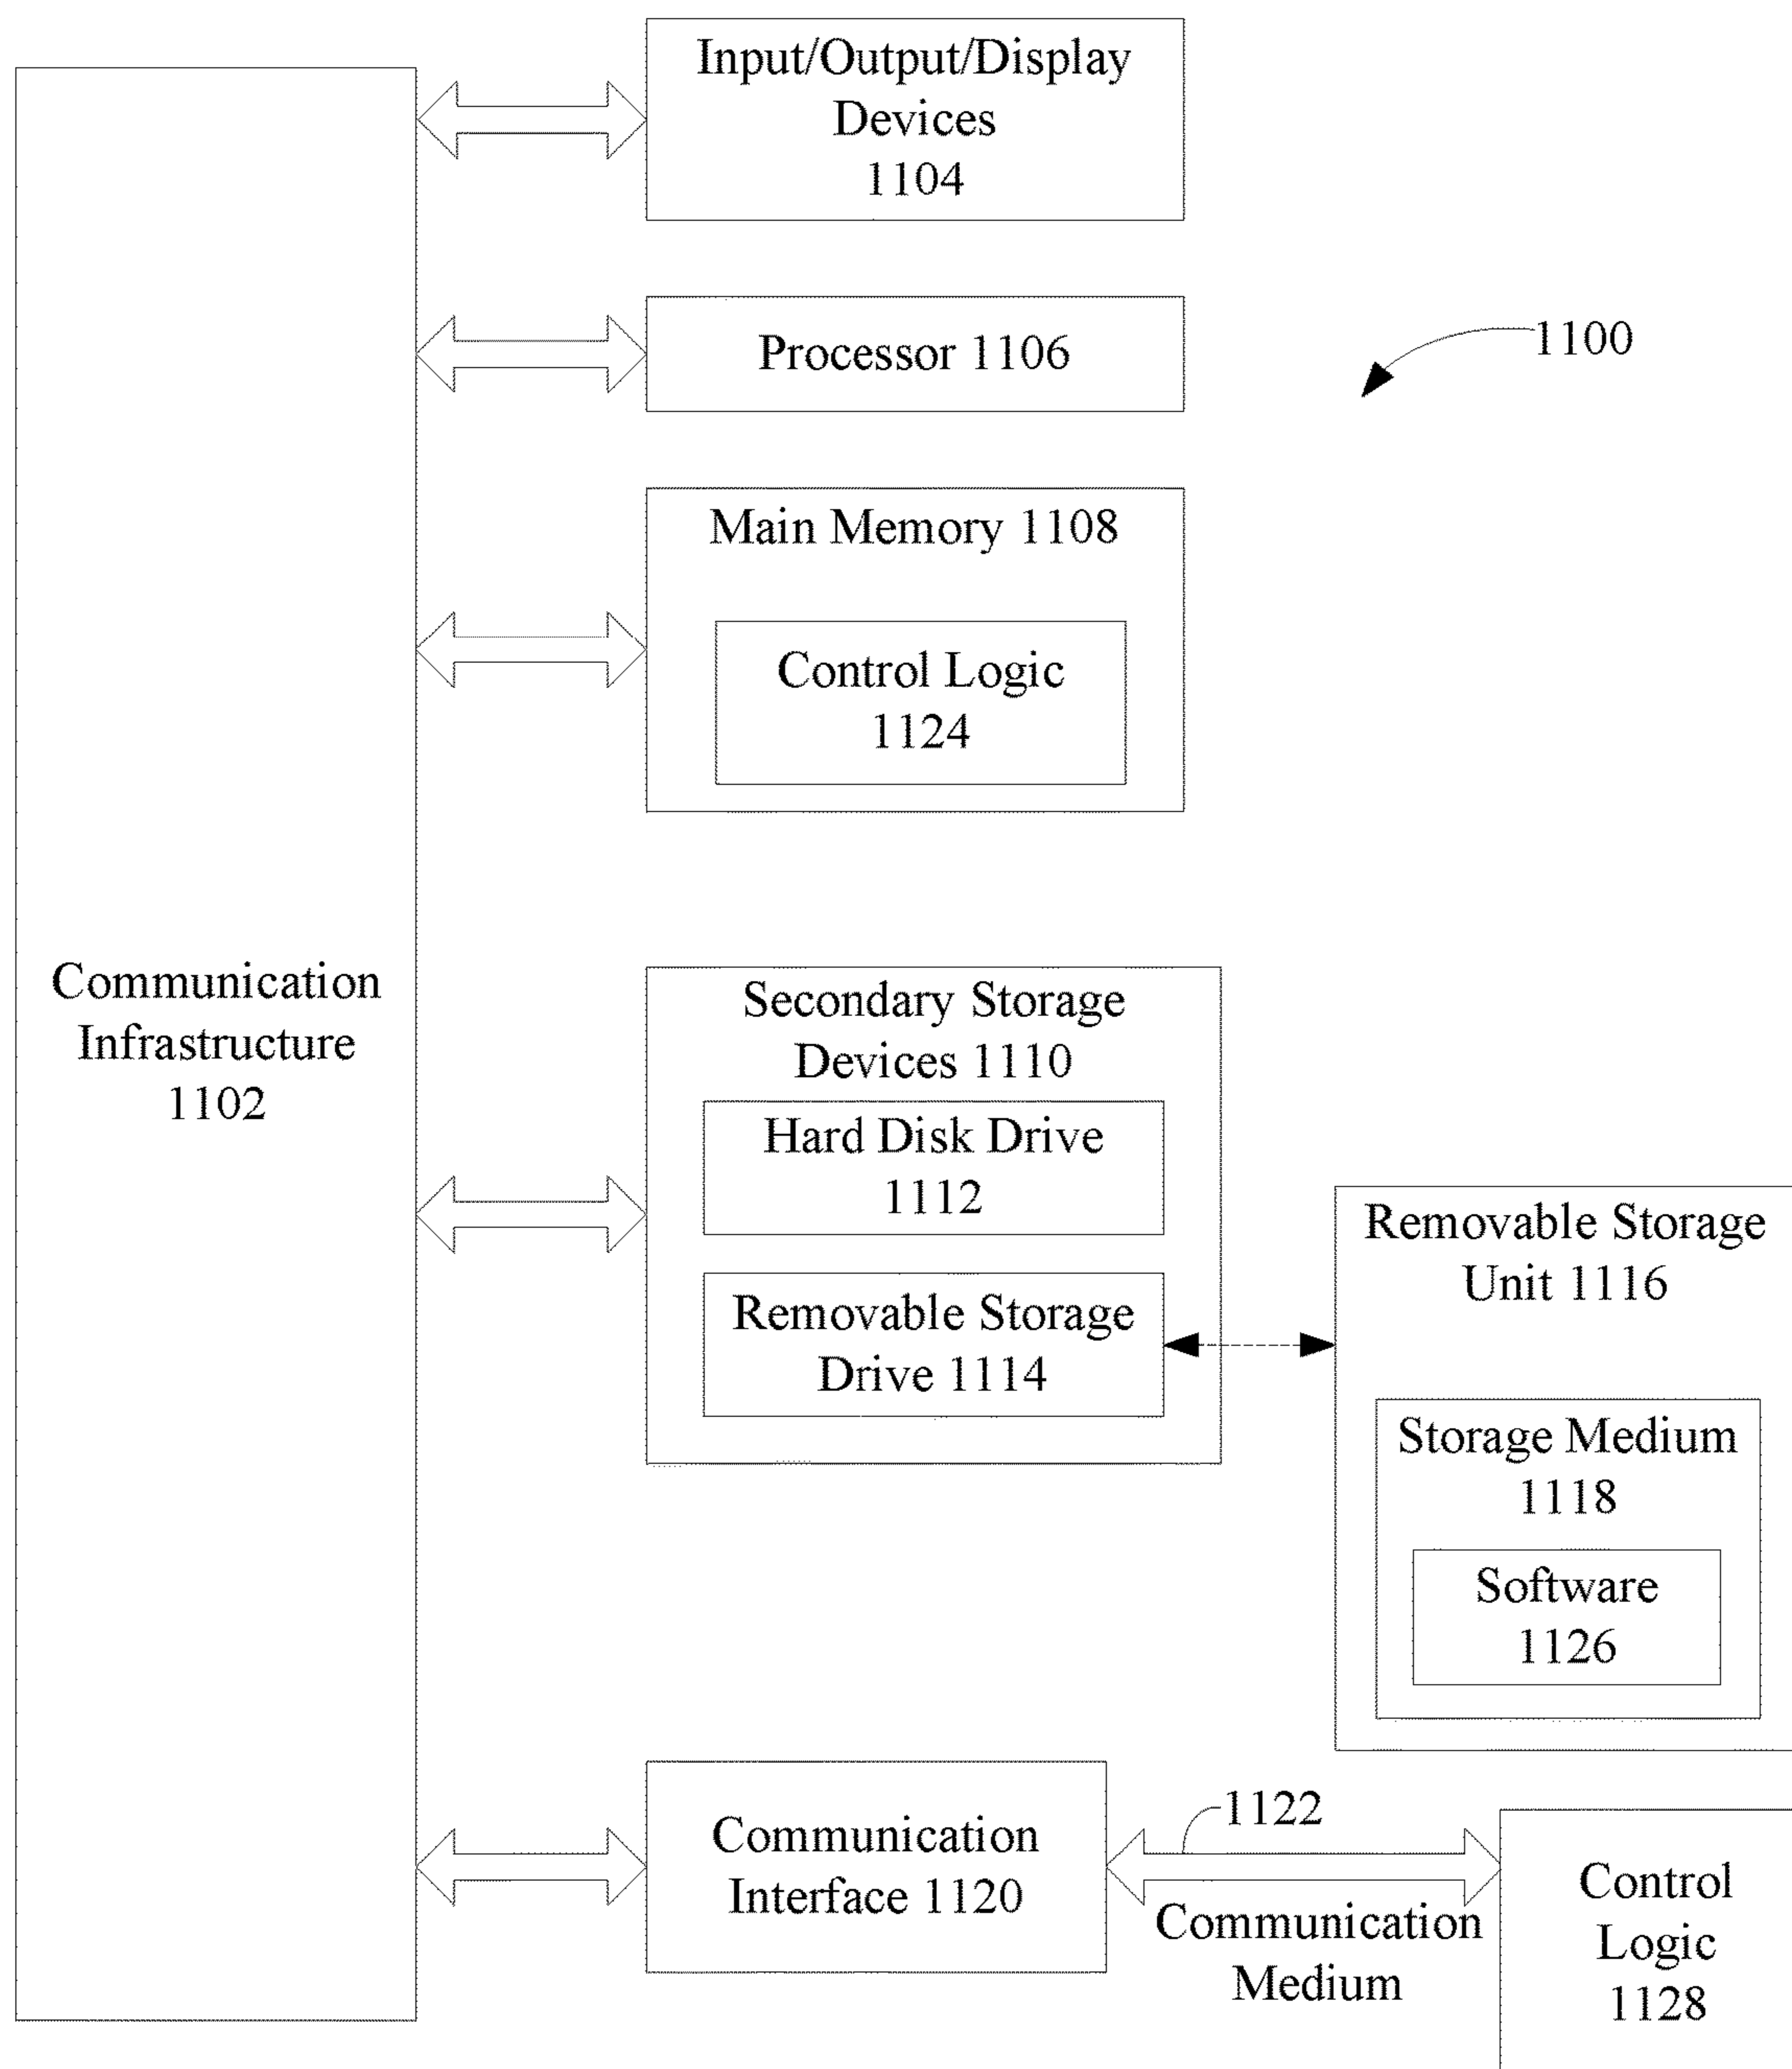 Input/Output/Display
Devices
1104
Processor 1106
1100
Main Memory 1108
Control Logic
1124
Communication
Infrastructure
1102
Secondary Storage
Devices 1110
Hard Disk Drive
1112
Removable Storage
Drive 1114
Removable Storage
Unit 1116
Storage Medium
1118
Software
1126
Communication
Interface 1120
1122
Communication
Medium
Control
Logic
1128